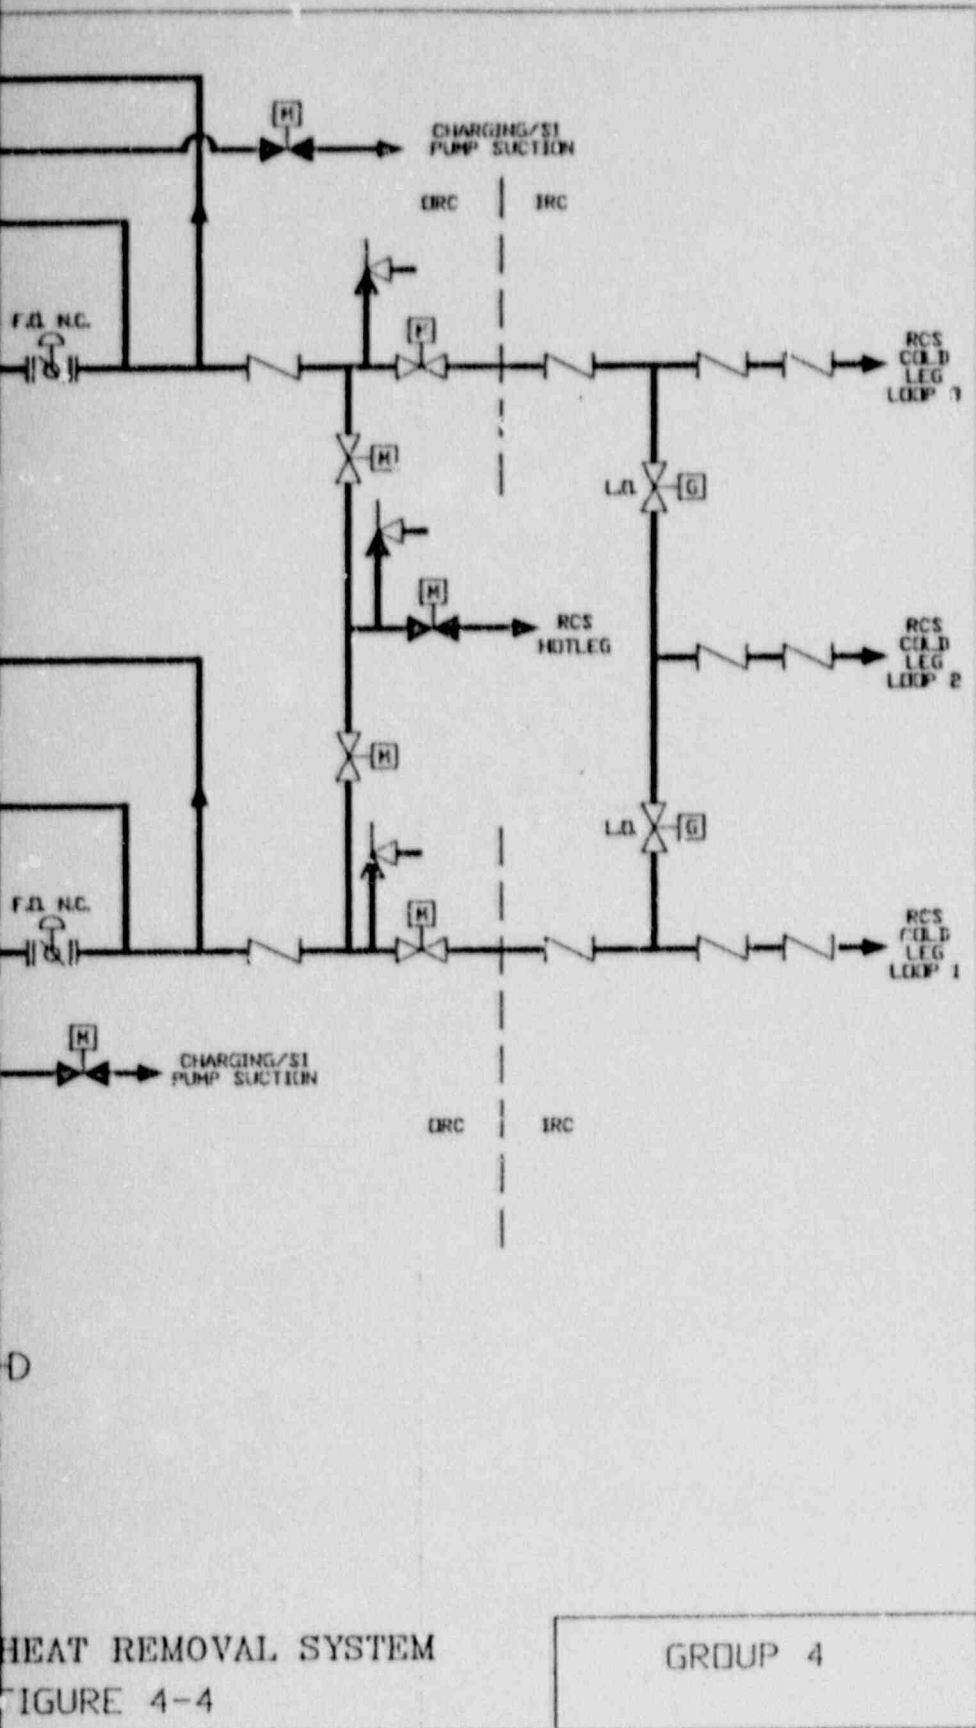 [M]
CHARGING/SI
PUMP SUCTION
ORC
IRC
F.O. N.C.
M
RCS
COLD
LEG
LOOP 3
M
L.O.
G
M
RCS
HOTLEG
RCS
COLD
LEG
LOOP 2
M
L.O.
G
F.O. N.C.
M
RCS
COLD
LEG
LOOP 1
M
CHARGING/SI
PUMP SUCTION
ORC
IRC
D
HEAT REMOVAL SYSTEM
FIGURE 4-4
GROUP 4